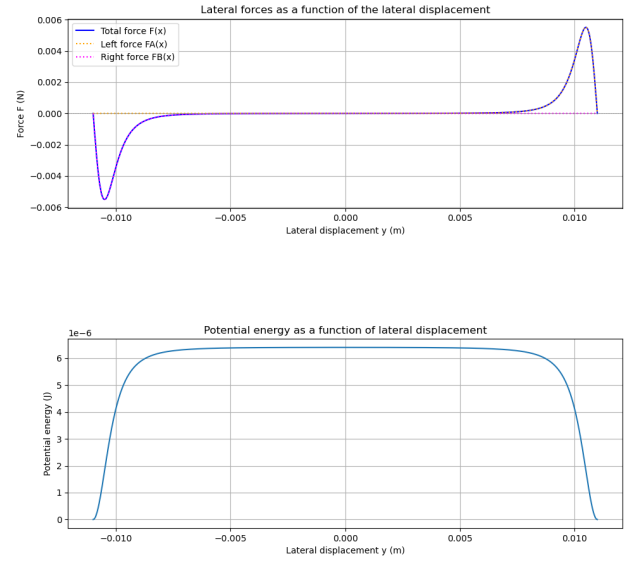 Lateral forces as a function of the lateral displacement
0.006
0.004
0.002
0.000
−0.002
−0.004
−0.006
Force F (N)
Total force F(x)
Left force FA(x)
Right force FB(x)
−0.010
−0.005
0.000
0.005
0.010
Lateral displacement y (m)
Potential energy as a function of lateral displacement
1e−6
6
5
4
3
2
1
0
Potential energy (J)
−0.010
−0.005
0.000
0.005
0.010
Lateral displacement y (m)